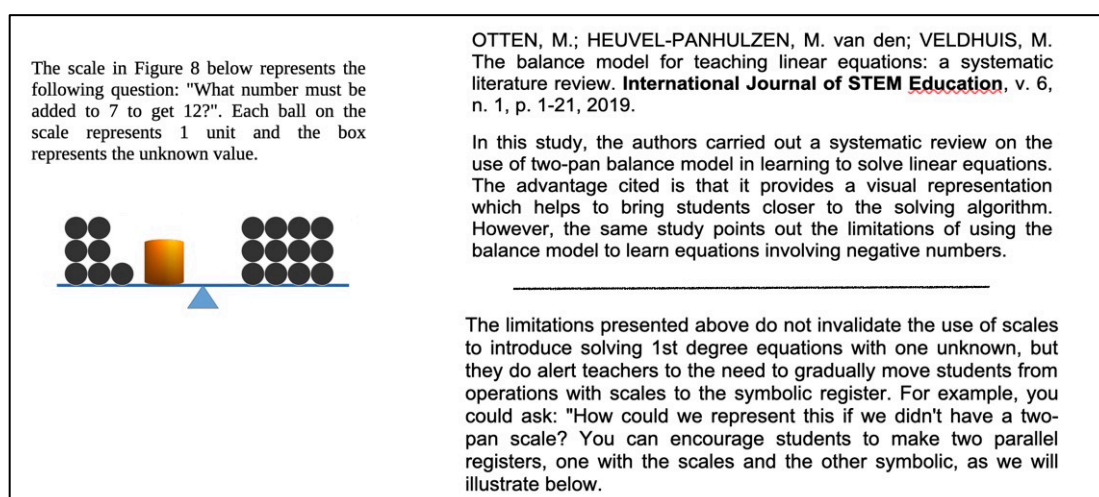 The scale in Figure 8 below represents the
following question: "What number must be
added to 7 to get 12?". Each ball on the
scale represents 1 unit and the box
represents the unknown value.
OTTEN, M.; HEUVEL-PANHULZEN, M. van den; VELDHUIS, M.
The balance model for teaching linear equations: a systematic
literature review. International Journal of STEM Education, v. 6,
n. 1, p. 1-21, 2019.
In this study, the authors carried out a systematic review on the
use of two-pan balance model in learning to solve linear equations.
The advantage cited is that it provides a visual representation
which helps to bring students closer to the solving algorithm.
However, the same study points out the limitations of using the
balance model to learn equations involving negative numbers.
The limitations presented above do not invalidate the use of scales
to introduce solving 1st degree equations with one unknown, but
they do alert teachers to the need to gradually move students from
operations with scales to the symbolic register. For example, you
could ask: "How could we represent this if we didn't have a two-
pan scale? You can encourage students to make two parallel
registers, one with the scales and the other symbolic, as we will
illustrate below.